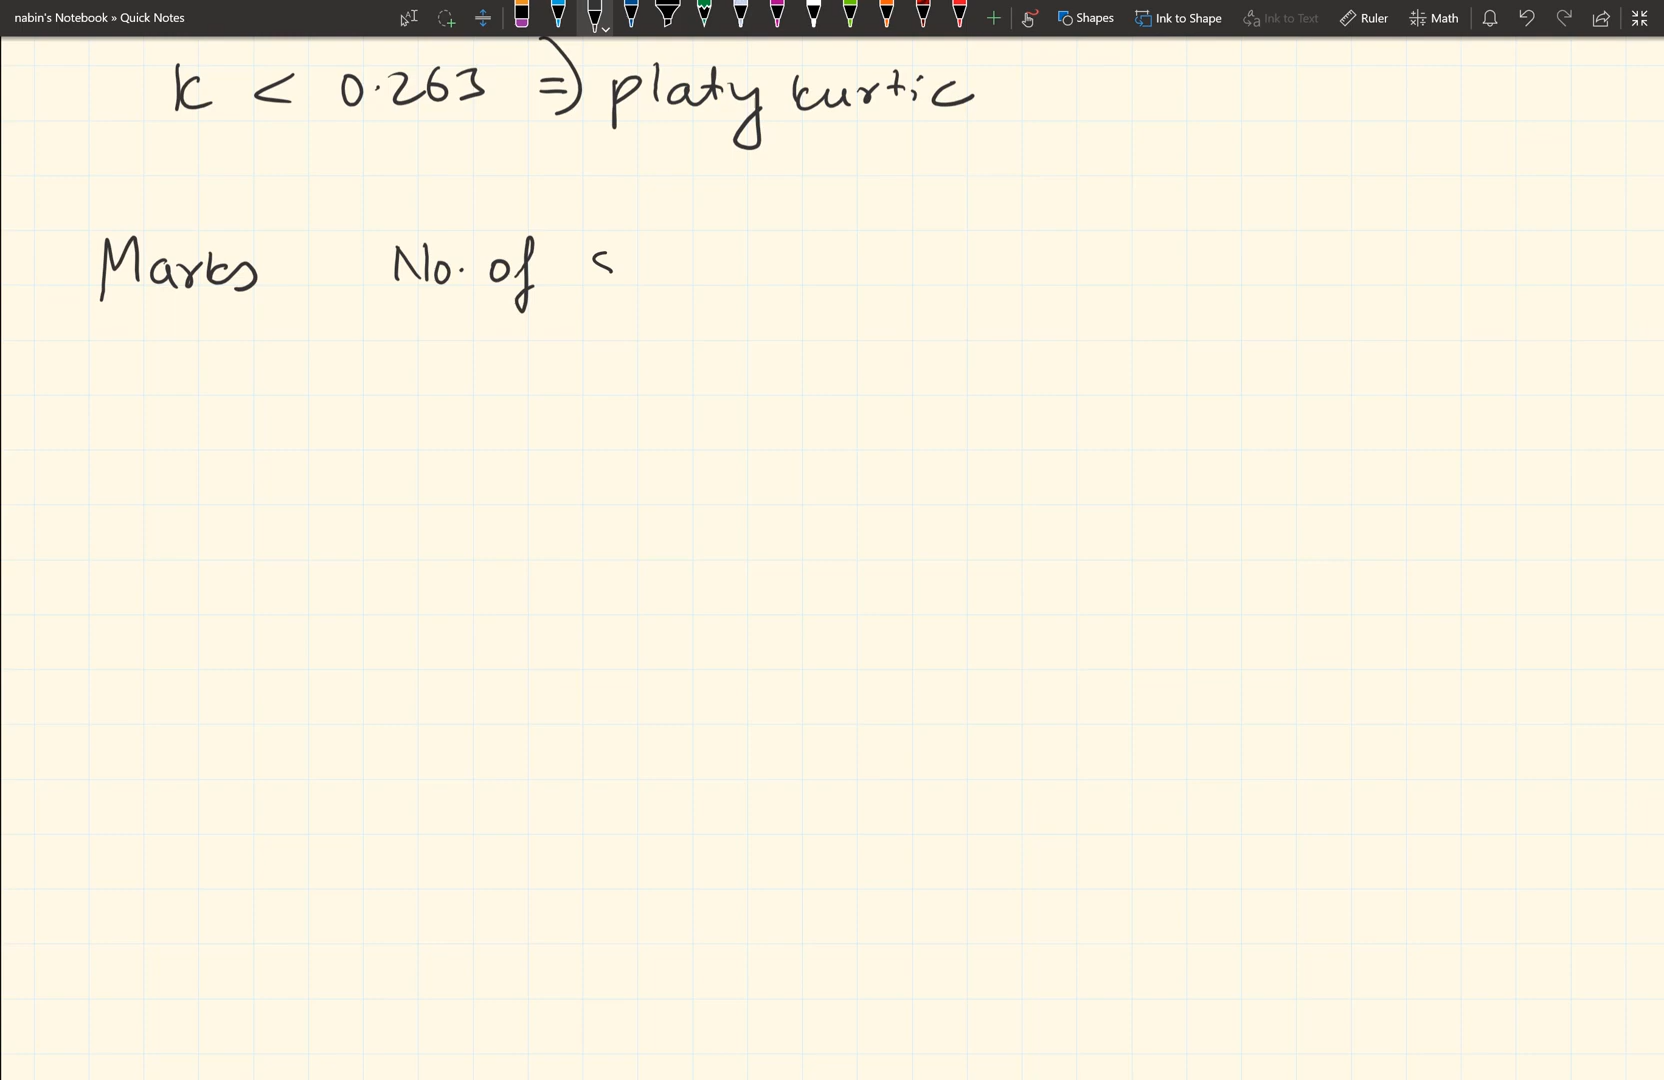 nabin's Notebook » Quick Notes Shapes Ink to Shape Ink to Text Ruler Math
k < 0.263 => platy kurtic
Marks No. of s